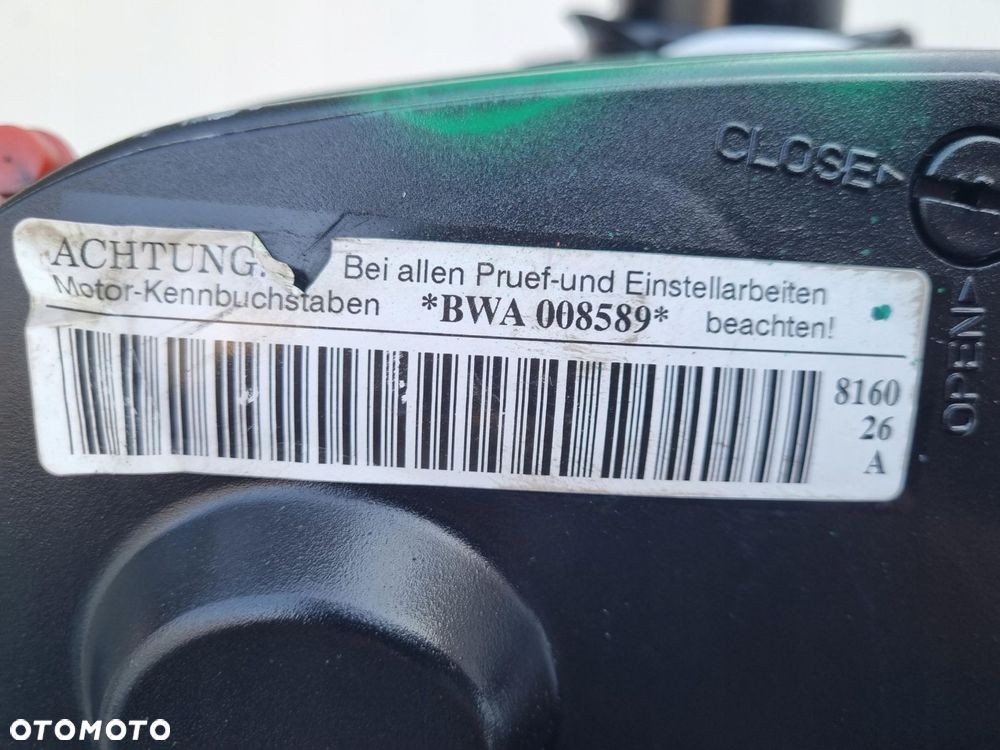 CLOSE
ACHTUNG! Bei allen Pruef-und Einstellarbeiten
Motor-Kennbuchstaben *BWA 008589* beachten!
8160
26
A
OPEN
OTOMOTO